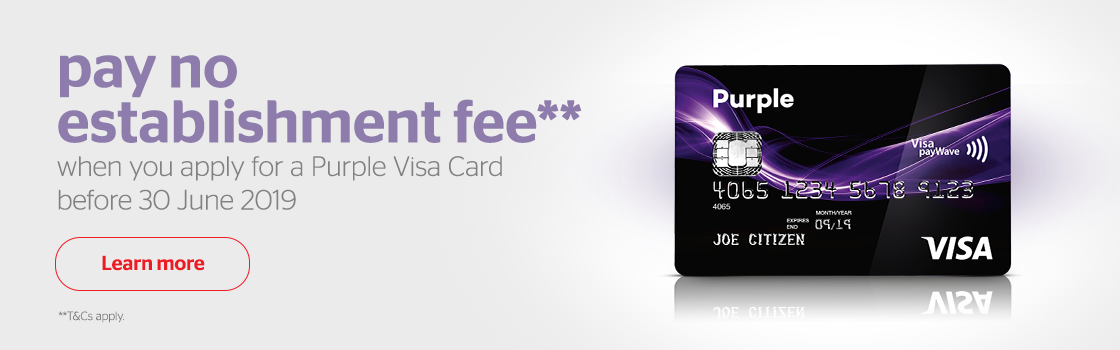 pay no
establishment fee**
when you apply for a Purple Visa Card
before 30 June 2019
Learn more
**T&Cs apply.
Purple
Visa
payWave
4065 1234 5678 9123
4065
MONTH/YEAR
EXPIRES
END
09/19
JOE CITIZEN
VISA